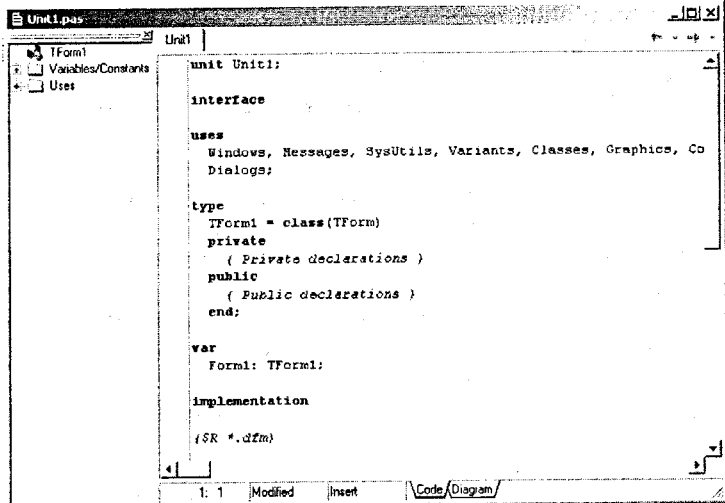 Unit1.pas
TForm1
Variables/Constants
Uses
Unit1
unit Unit1;
interface
uses
Windows, Messages, SysUtils, Variants, Classes, Graphics, Co
Dialogs;
type
TForm1 = class(TForm)
private
{ Private declarations }
public
{ Public declarations }
end;
var
Form1: TForm1;
implementation
{$R *.dfm}
1: 1 Modified Insert Code Diagram